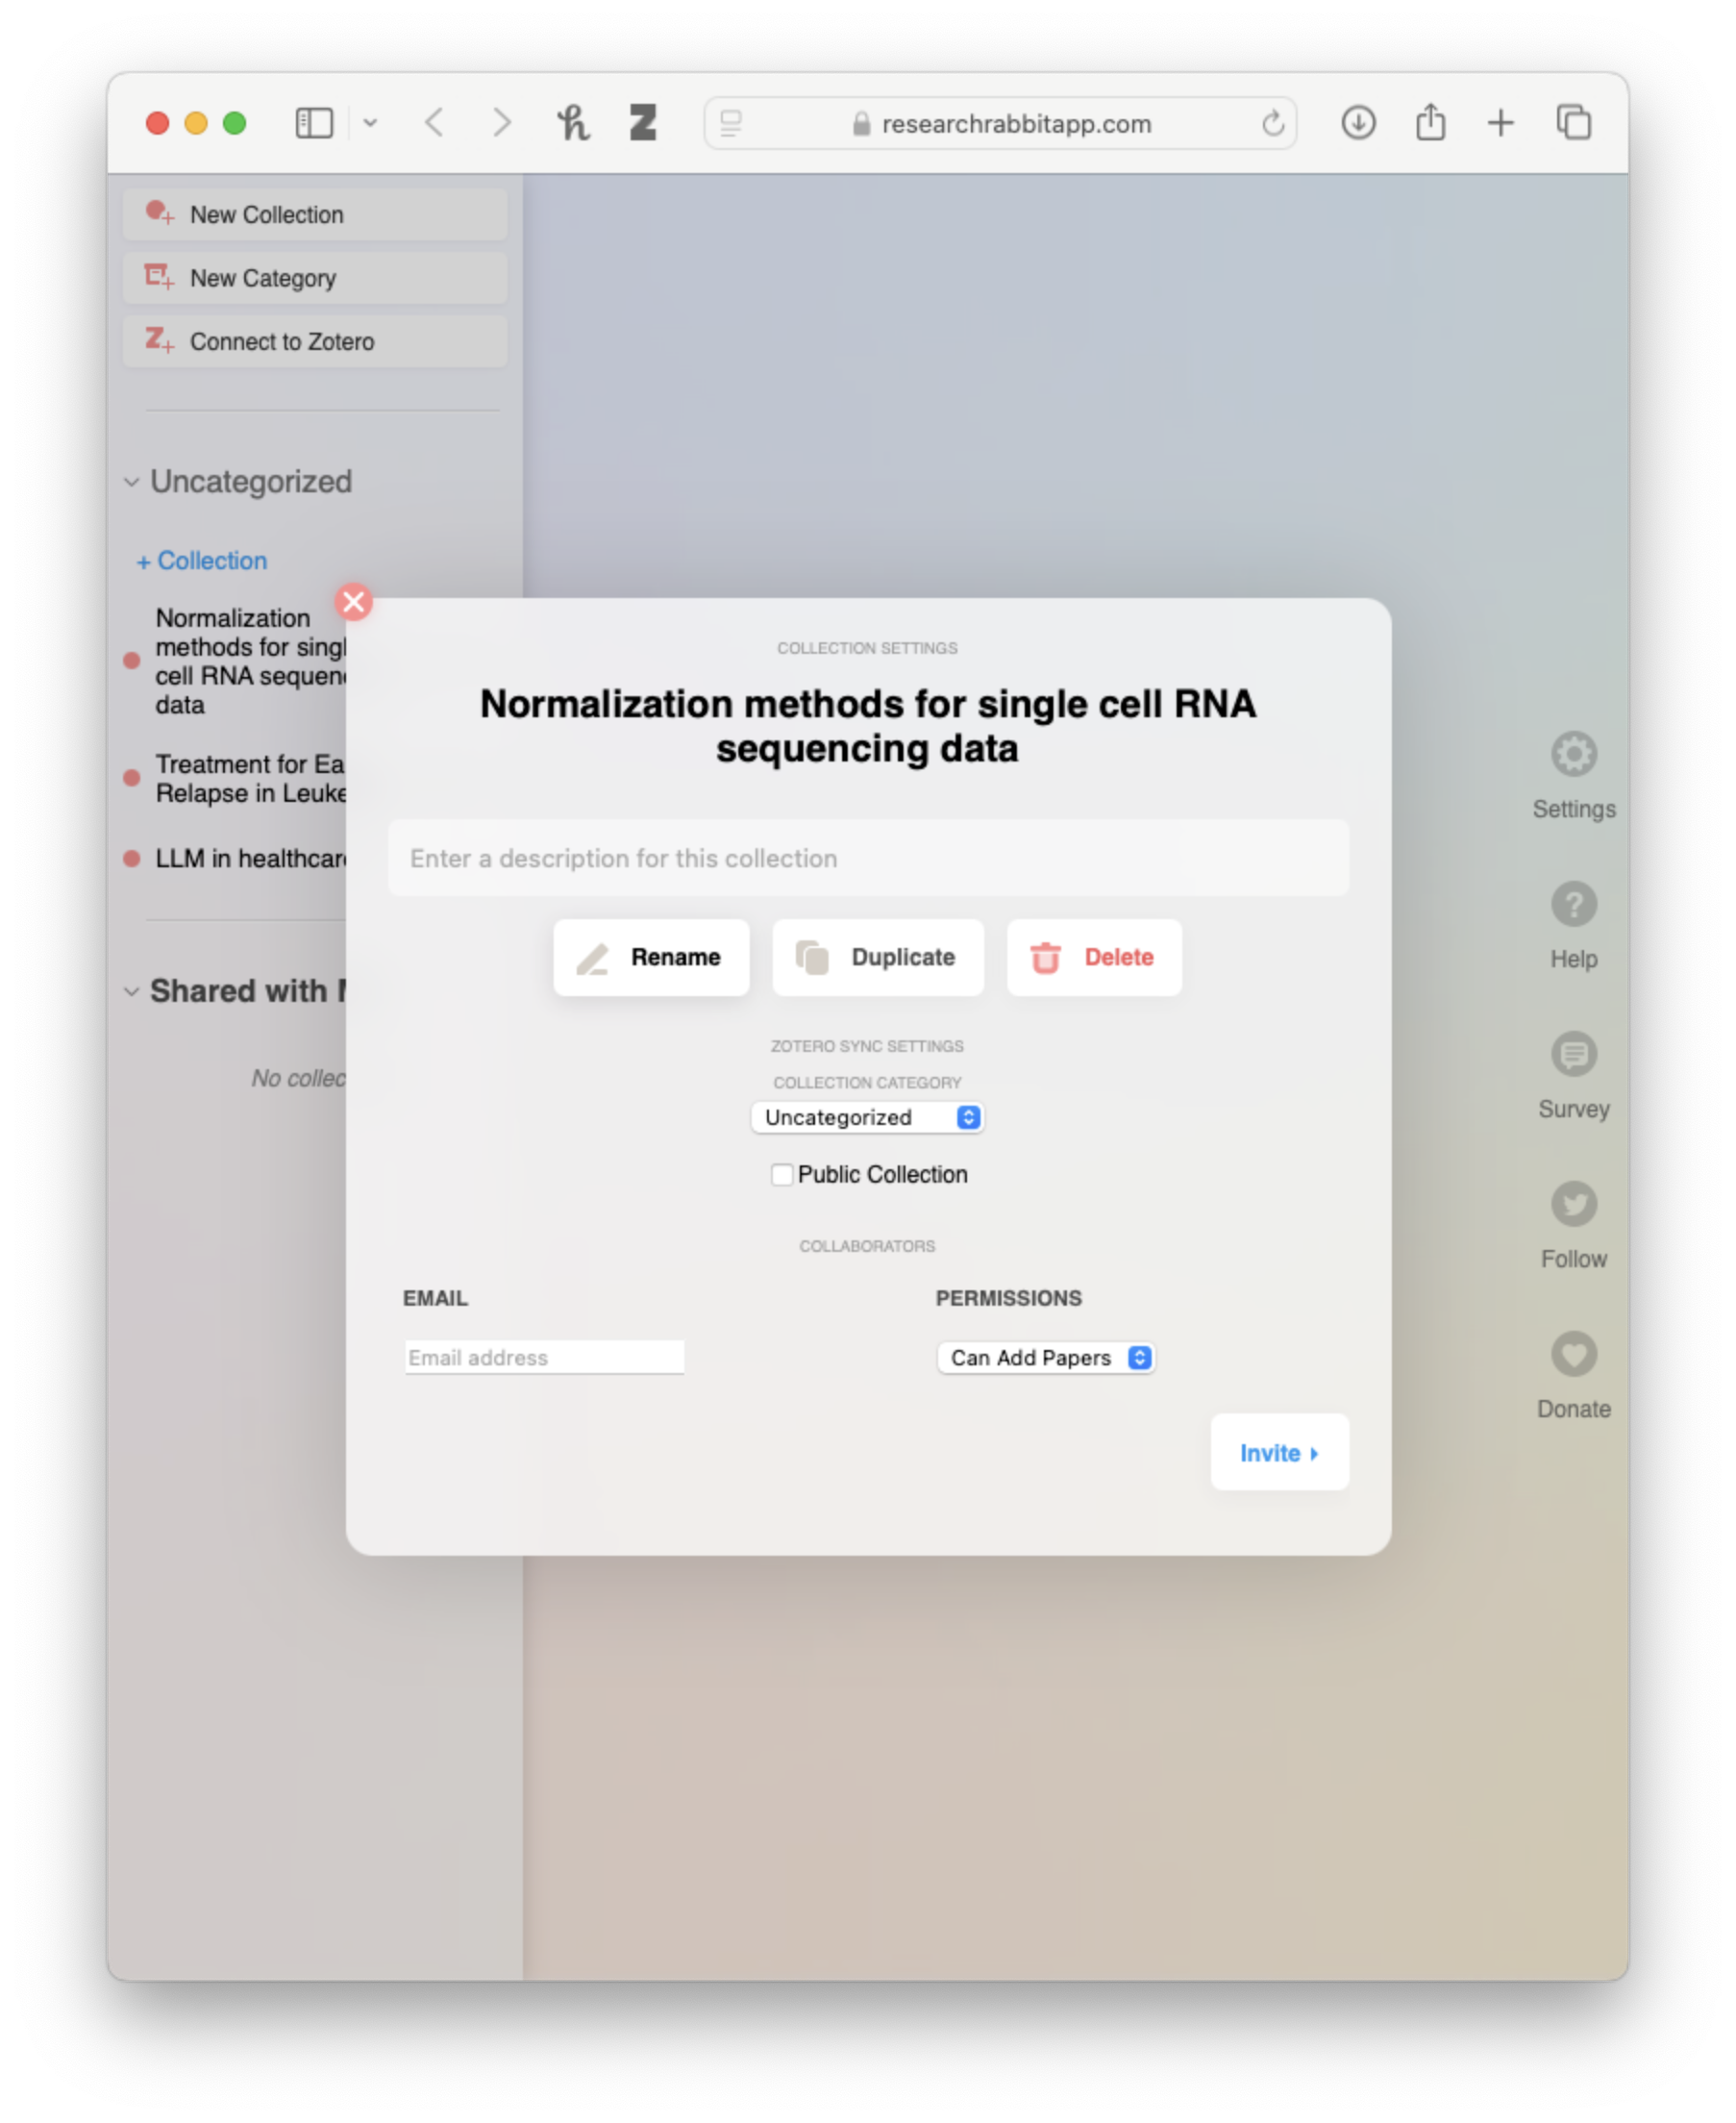 researchrabbitapp.com
New Collection
New Category
Connect to Zotero
Uncategorized
+ Collection
Normalization
methods for singl
cell RNA sequen
data
Treatment for Ea
Relapse in Leuke
LLM in healthcar
Shared with
No collec
COLLECTION SETTINGS
Normalization methods for single cell RNA
sequencing data
Enter a description for this collection
Rename
Duplicate
Delete
ZOTERO SYNC SETTINGS
COLLECTION CATEGORY
Uncategorized
Public Collection
COLLABORATORS
EMAIL
PERMISSIONS
Email address
Can Add Papers
Invite
Settings
Help
Survey
Follow
Donate